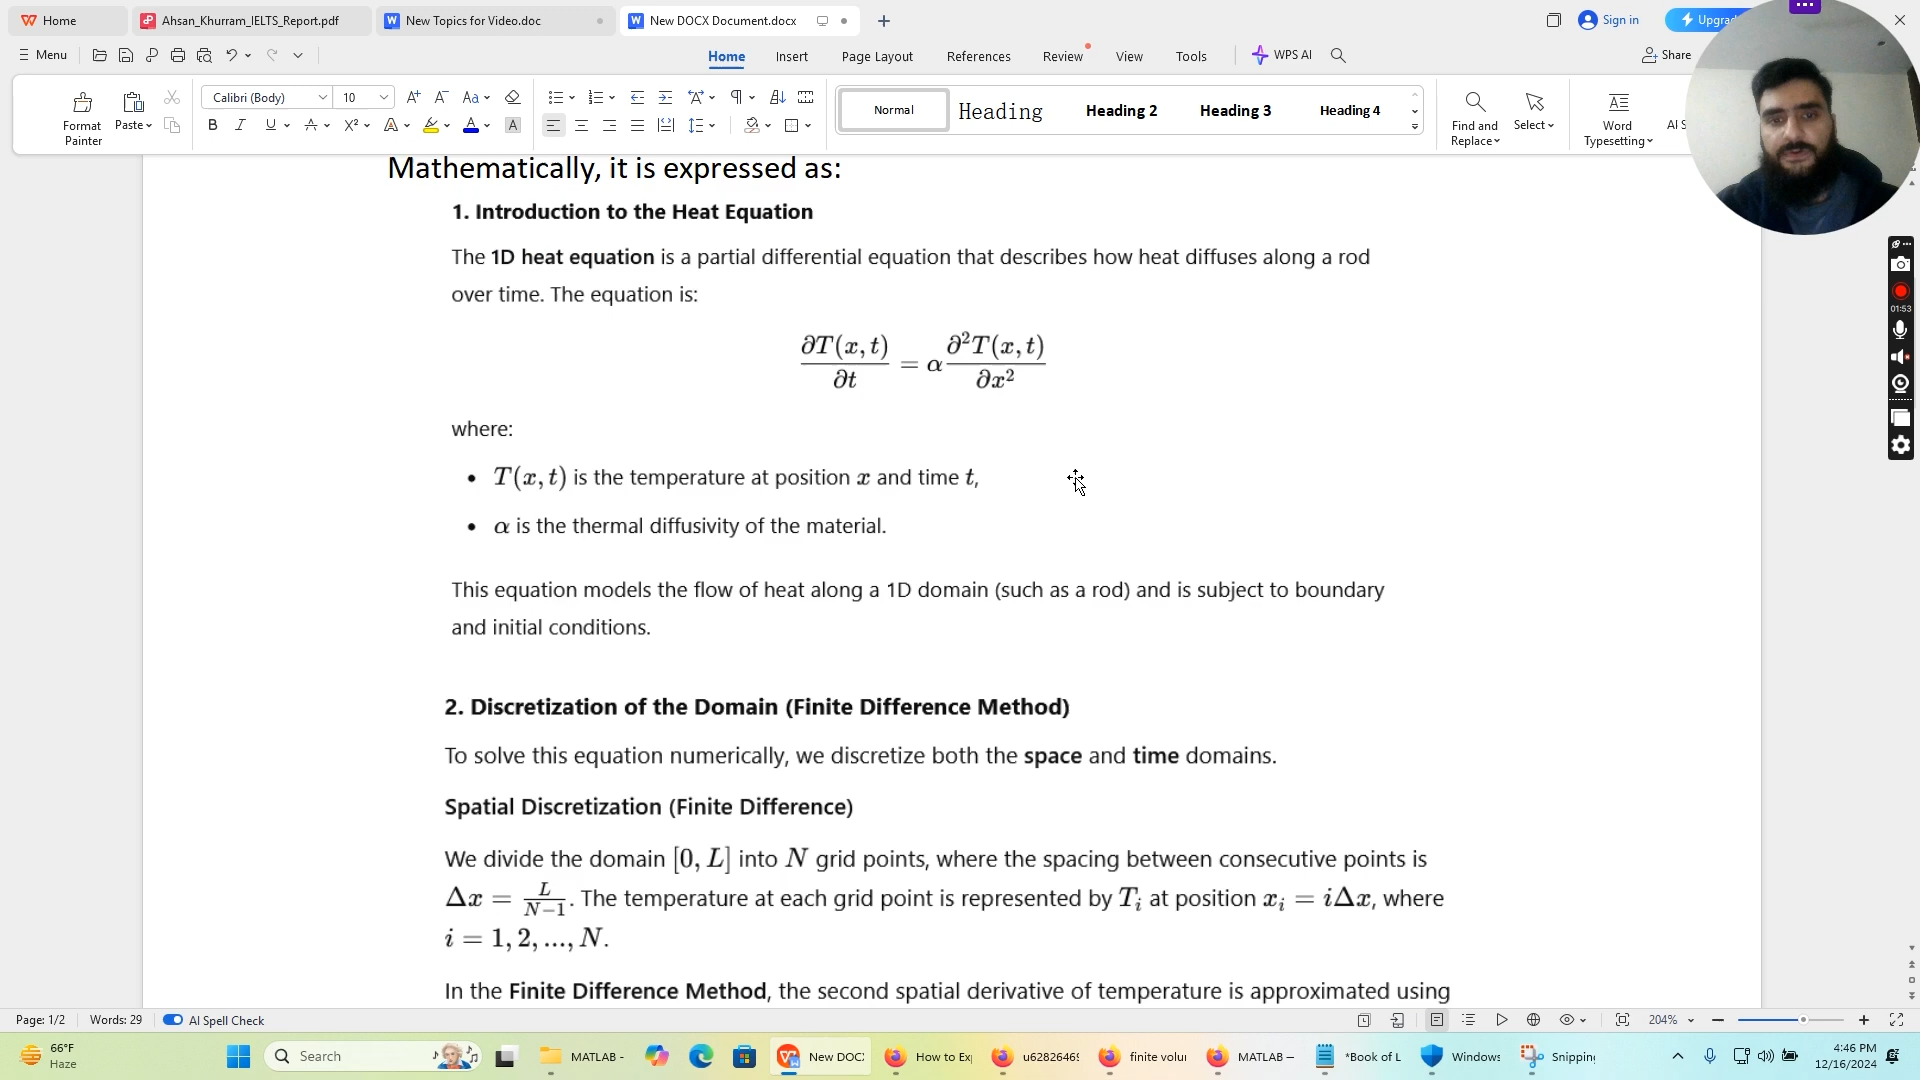 Home
Ahsan_Khurram_IELTS_Report.pdf
New Topics for Video.doc
New DOCX Document.docx
Sign in
Menu
Home Insert Page Layout References Review View Tools WPS AI
Share
Format Painter
Paste
Calibri (Body) 10
Normal Heading Heading 2 Heading 3 Heading 4
Find and Replace
Select
Word Typesetting
Mathematically, it is expressed as:
1. Introduction to the Heat Equation
The 1D heat equation is a partial differential equation that describes how heat diffuses along a rod
over time. The equation is:
∂T(x, t)/∂t = α ∂²T(x, t)/∂x²
where:
• T(x, t) is the temperature at position x and time t,
• α is the thermal diffusivity of the material.
This equation models the flow of heat along a 1D domain (such as a rod) and is subject to boundary
and initial conditions.
2. Discretization of the Domain (Finite Difference Method)
To solve this equation numerically, we discretize both the space and time domains.
Spatial Discretization (Finite Difference)
We divide the domain [0, L] into N grid points, where the spacing between consecutive points is
Δx = L/(N−1). The temperature at each grid point is represented by Tᵢ at position xᵢ = iΔx, where
i = 1, 2, ..., N.
In the Finite Difference Method, the second spatial derivative of temperature is approximated using
01:53
Page: 1/2 Words: 29 AI Spell Check
204%
66°F
Haze
Search
MATLAB -
New DOC
How to Ex
u6282646
finite volu
MATLAB —
*Book of L
Windows
Snipping
4:46 PM
12/16/2024